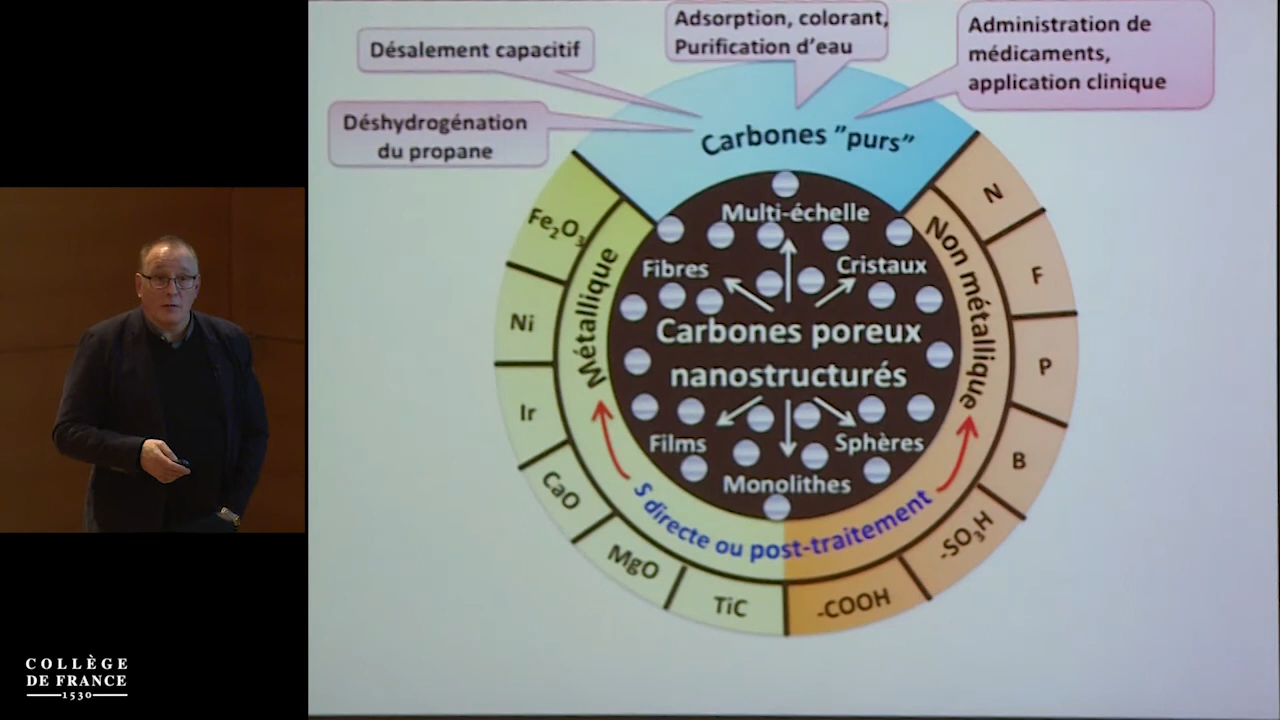 Désalement capacitif
Adsorption, colorant,
Purification d'eau
Administration de
médicaments,
application clinique
Déshydrogénation
du propane
Carbones "purs"
Multi-échelle
Fibres
Cristaux
Carbones poreux
nanostructurés
Films
Sphères
Monolithes
Métallique
Non métallique
S directe ou post-traitement
Fe₂O₃
Ni
Ir
CaO
MgO
TiC
N
F
P
B
-SO₃H
-COOH
COLLÈGE
DE FRANCE
1530